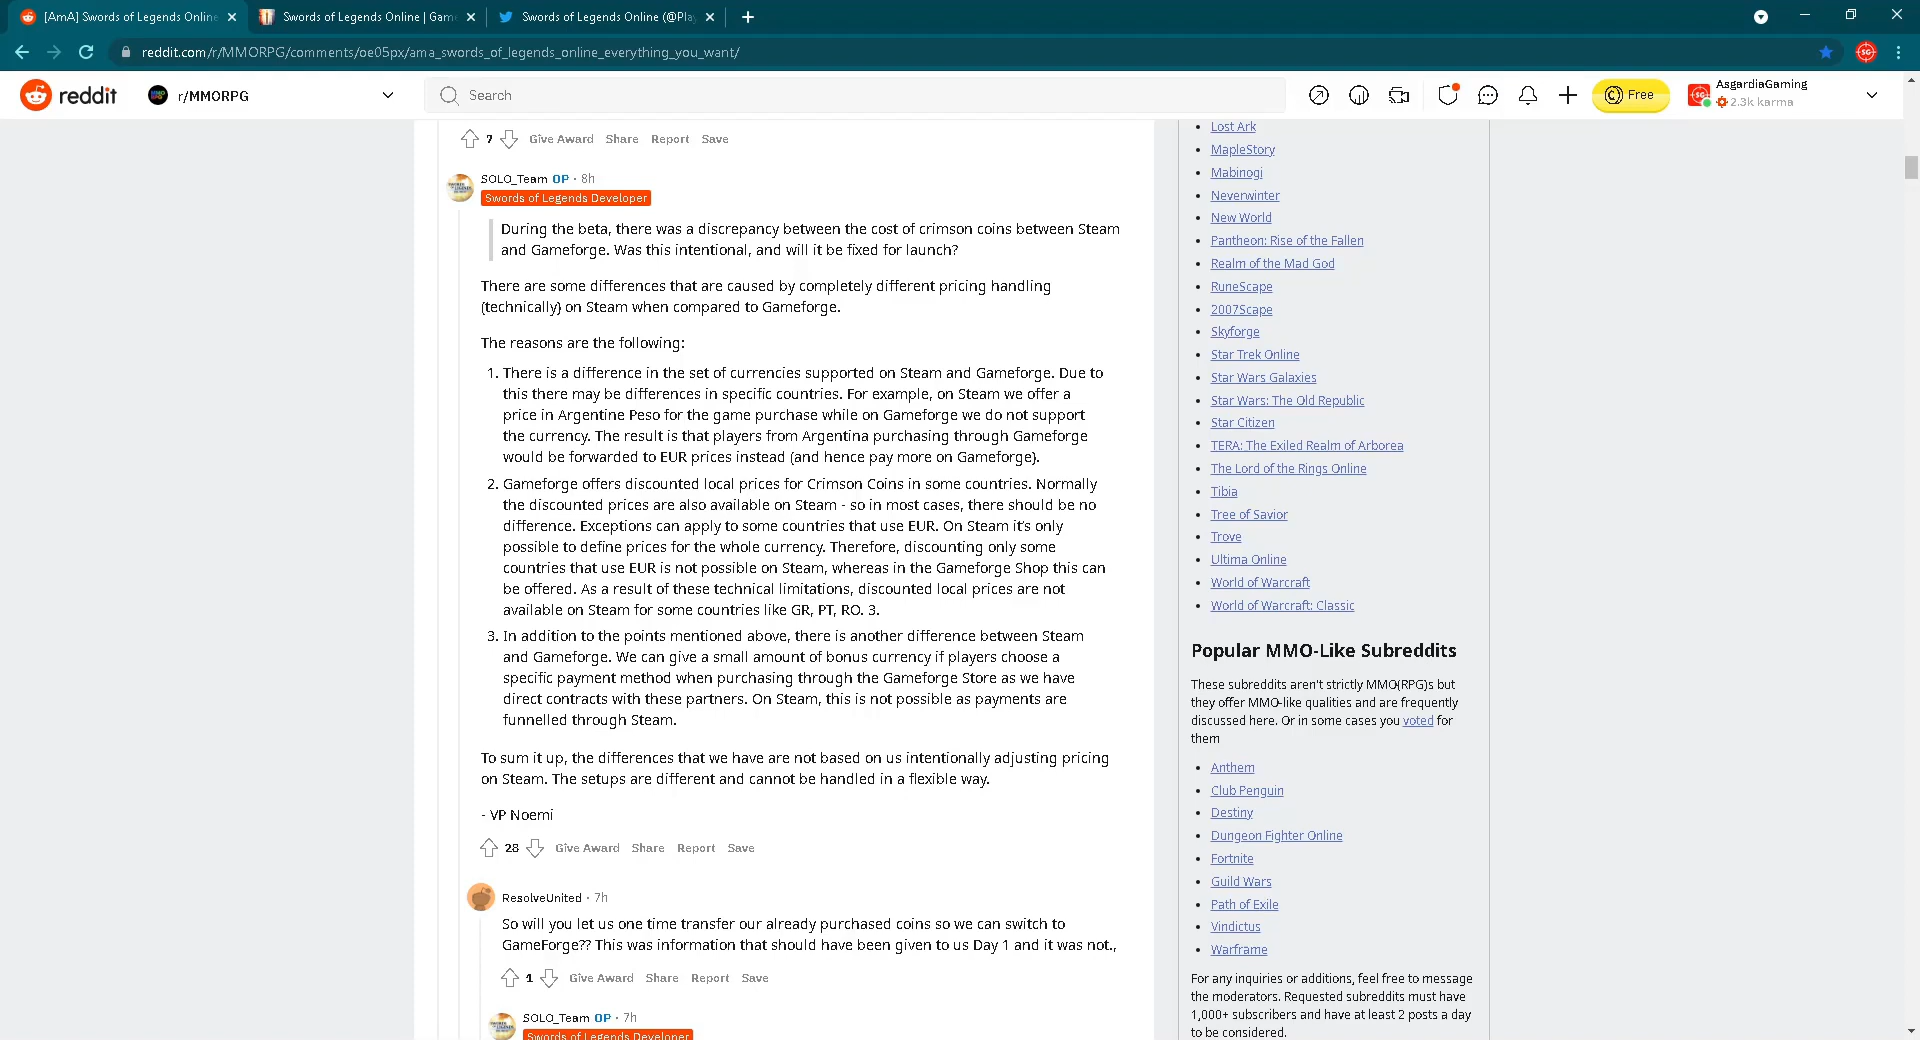 [AmA] Swords of Legends Online
Swords of Legends Online | Game
Swords of Legends Online (@Play
reddit.com/r/MMORPG/comments/oe05px/ama_swords_of_legends_online_everything_you_want/
reddit
r/MMORPG
Search
Free
AsgardiaGaming
2.3k karma
7 Give Award Share Report Save
SOLO_Team OP · 8h
Swords of Legends Developer
During the beta, there was a discrepancy between the cost of crimson coins between Steam
and Gameforge. Was this intentional, and will it be fixed for launch?
There are some differences that are caused by completely different pricing handling
(technically) on Steam when compared to Gameforge.
The reasons are the following:
1. There is a difference in the set of currencies supported on Steam and Gameforge. Due to
this there may be differences in specific countries. For example, on Steam we offer a
price in Argentine Peso for the game purchase while on Gameforge we do not support
the currency. The result is that players from Argentina purchasing through Gameforge
would be forwarded to EUR prices instead (and hence pay more on Gameforge).
2. Gameforge offers discounted local prices for Crimson Coins in some countries. Normally
the discounted prices are also available on Steam - so in most cases, there should be no
difference. Exceptions can apply to some countries that use EUR. On Steam it's only
possible to define prices for the whole currency. Therefore, discounting only some
countries that use EUR is not possible on Steam, whereas in the Gameforge Shop this can
be offered. As a result of these technical limitations, discounted local prices are not
available on Steam for some countries like GR, PT, RO. 3.
3. In addition to the points mentioned above, there is another difference between Steam
and Gameforge. We can give a small amount of bonus currency if players choose a
specific payment method when purchasing through the Gameforge Store as we have
direct contracts with these partners. On Steam, this is not possible as payments are
funnelled through Steam.
To sum it up, the differences that we have are not based on us intentionally adjusting pricing
on Steam. The setups are different and cannot be handled in a flexible way.
- VP Noemi
28 Give Award Share Report Save
ResolveUnited · 7h
So will you let us one time transfer our already purchased coins so we can switch to
GameForge?? This was information that should have been given to us Day 1 and it was not.,
1 Give Award Share Report Save
SOLO_Team OP · 7h
Swords of Legends Developer
Lost Ark
MapleStory
Mabinogi
Neverwinter
New World
Pantheon: Rise of the Fallen
Realm of the Mad God
RuneScape
2007Scape
Skyforge
Star Trek Online
Star Wars Galaxies
Star Wars: The Old Republic
Star Citizen
TERA: The Exiled Realm of Arborea
The Lord of the Rings Online
Tibia
Tree of Savior
Trove
Ultima Online
World of Warcraft
World of Warcraft: Classic
Popular MMO-Like Subreddits
These subreddits aren't strictly MMO(RPG)s but
they offer MMO-like qualities and are frequently
discussed here. Or in some cases you voted for
them
Anthem
Club Penguin
Destiny
Dungeon Fighter Online
Fortnite
Guild Wars
Path of Exile
Vindictus
Warframe
For any inquiries or additions, feel free to message
the moderators. Requested subreddits must have
1,000+ subscribers and have at least 2 posts a day
to be considered.